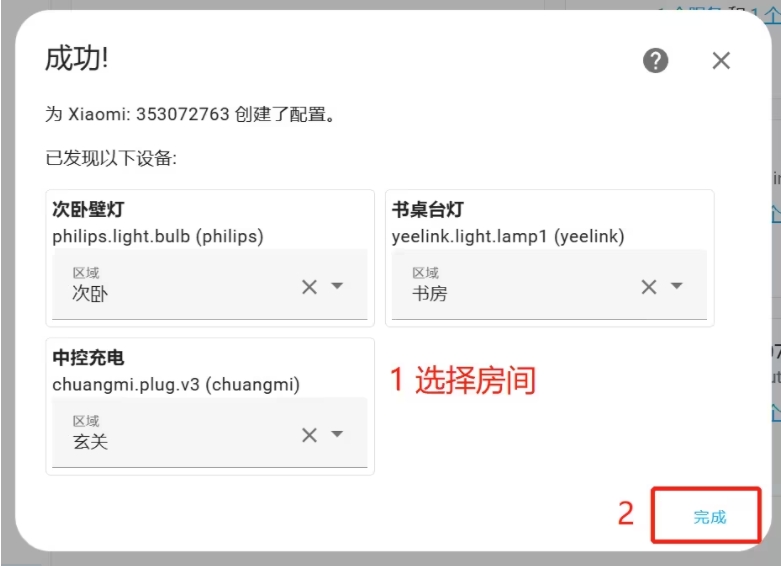 成功!
为 Xiaomi: 353072763 创建了配置。
已发现以下设备:
次卧壁灯
philips.light.bulb (philips)
区域
次卧
书桌台灯
yeelink.light.lamp1 (yeelink)
区域
书房
中控充电
chuangmi.plug.v3 (chuangmi)
区域
玄关
1 选择房间
2
完成